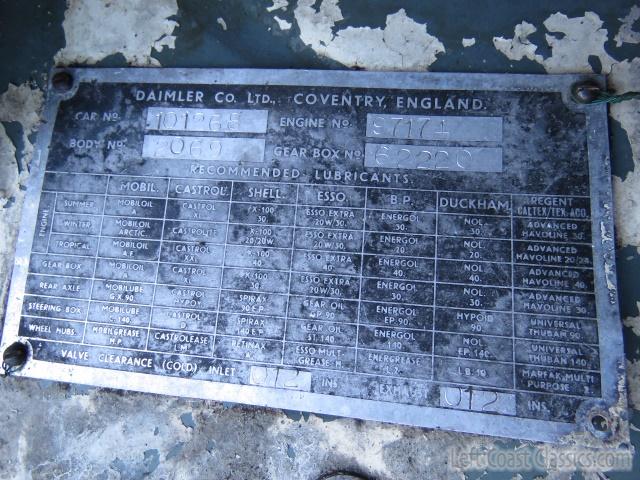 DAIMLER CO. LTD., COVENTRY, ENGLAND.
CAR No. 101265 ENGINE No. 97174
BODY No. 2069 GEAR BOX No. 62220
RECOMMENDED LUBRICANTS.
MOBIL. CASTROL. SHELL. ESSO. B.P. DUCKHAM. REGENT CALTEX/TEXACO.
ENGINE
SUMMER MOBILOIL A. CASTROL XL. X-100 30. ESSO EXTRA 20W/30. ENERGOL 30. NOL. 30. ADVANCED HAVOLINE 30.
WINTER MOBILOIL ARCTIC. CASTROLITE X-100 20/20W. ESSO EXTRA 20W/30. ENERGOL 20. NOL. 20. ADVANCED HAVOLINE 20/20W
TROPICAL MOBILOIL A.F. CASTROL XXL X-100 40. ESSO EXTRA 40. ENERGOL 40. NOL. 40. ADVANCED HAVOLINE 40.
GEAR BOX MOBILOIL A. CASTROL XL X-100 30. ESSO EXTRA 20W/30. ENERGOL 30. NOL. 30. ADVANCED HAVOLINE 30
REAR AXLE MOBILUBE G.X. 90. CASTROL HYPOY SPIRAX 90 E.P. GEAR OIL GP. 90 ENERGOL EP. 90 HYPOID 90 UNIVERSAL THUBAN 90.
STEERING BOX MOBILUBE C-140. CASTROL D SPIRAX 140 E.P. GEAR OIL ST. 140 ENERGOL 140 NOL EP. 140 UNIVERSAL THUBAN 140.
WHEEL HUBS. MOBILGREASE M.P. CASTROLEASE L.M. RETINAX A. ESSO MULTI GREASE H. ENERGREASE L.2. L.B. 10 MARFAK MULTI PURPOSE
VALVE CLEARANCE (COLD) INLET 012 INS. EXHAUST 012 INS.
LeftCoastClassics.com